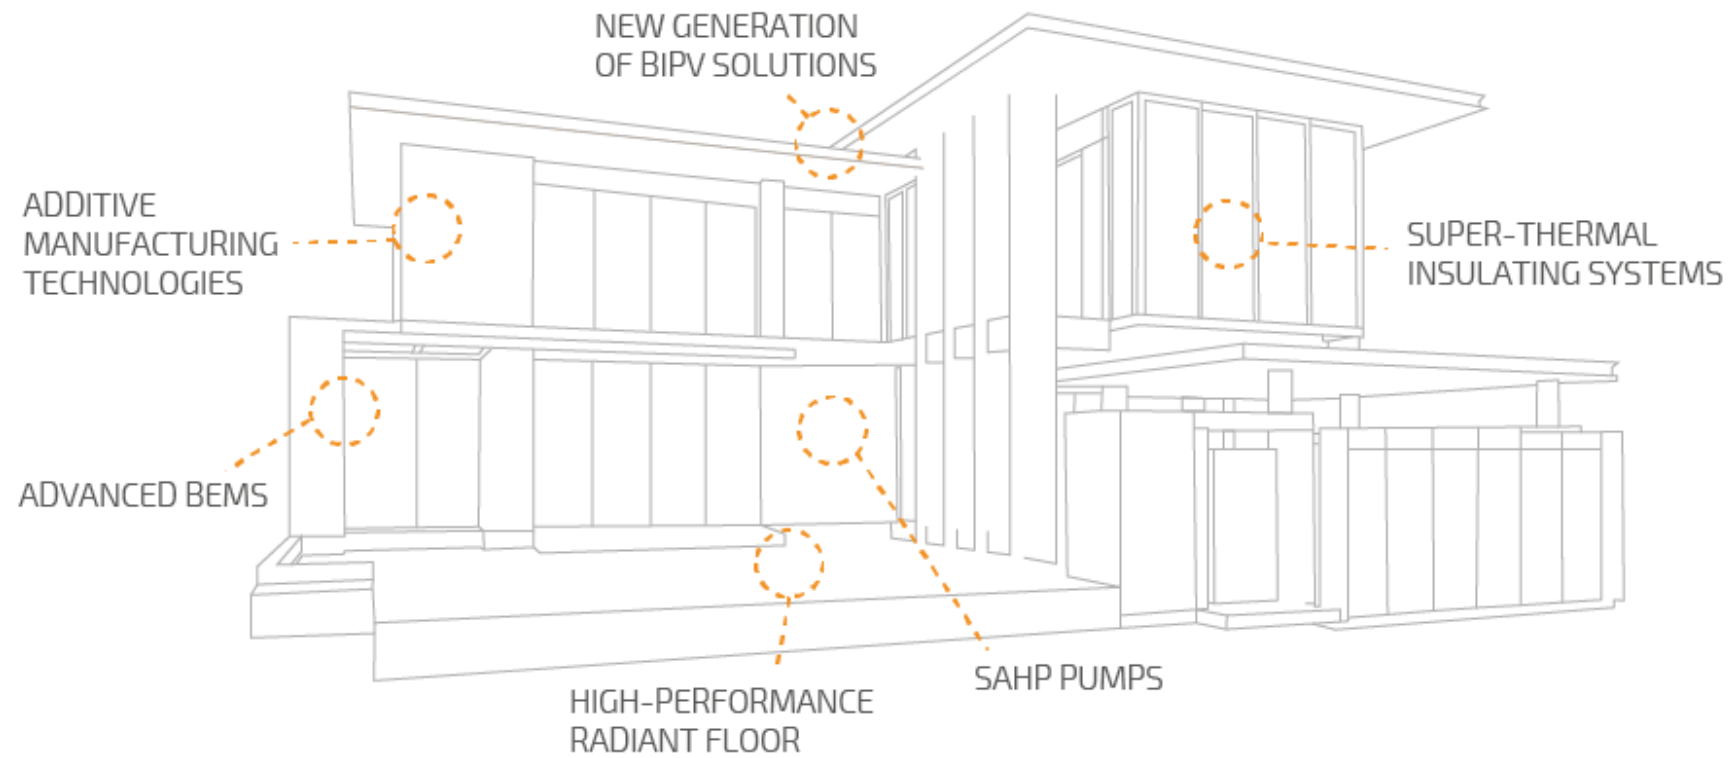 NEW GENERATION
OF BIPV SOLUTIONS
ADDITIVE
MANUFACTURING
TECHNOLOGIES
SUPER-THERMAL
INSULATING SYSTEMS
ADVANCED BEMS
SAHP PUMPS
HIGH-PERFORMANCE
RADIANT FLOOR